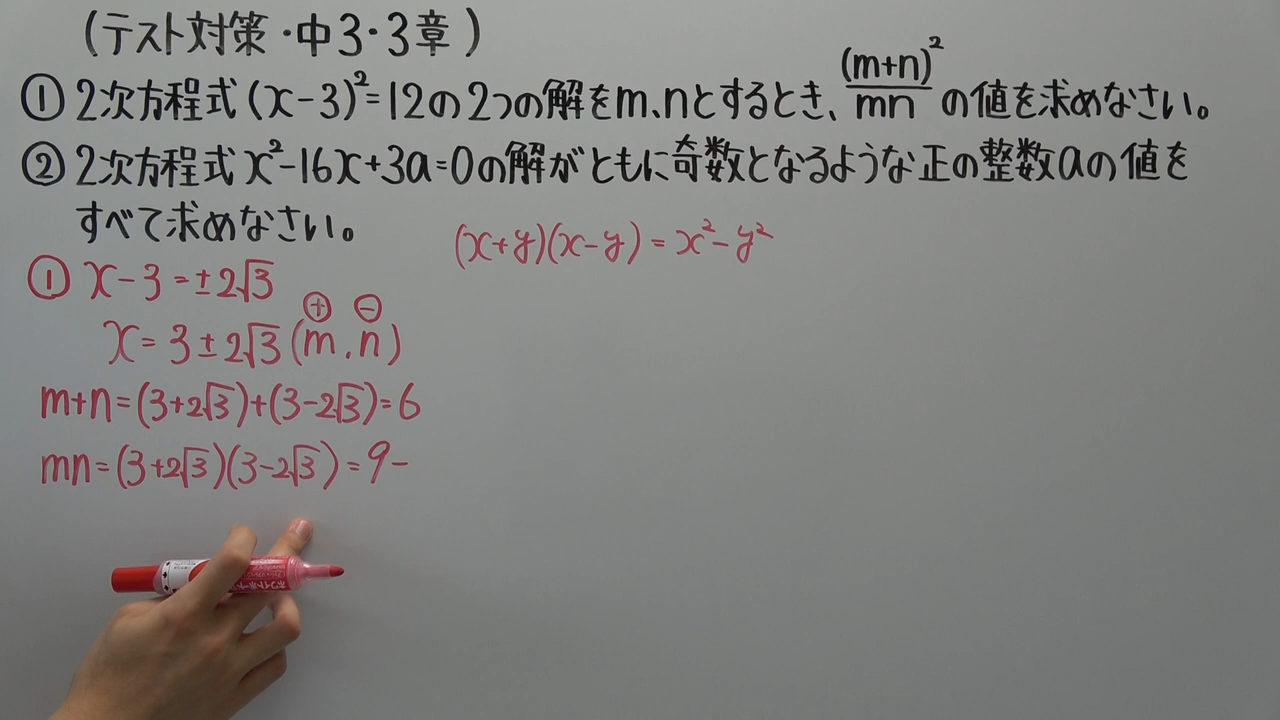 (テスト対策・中3・3章)
①2次方程式(x-3)²=12の2つの解をm、nとするとき、(m+n)²/mnの値を求めなさい。
②2次方程式x²-16x+3a=0の解がともに奇数となるような正の整数aの値を
すべて求めなさい。
(x+y)(x-y)=x²-y²
①x-3=±2√3
⊕ ⊖
x=3±2√3(m,n)
m+n=(3+2√3)+(3-2√3)=6
mn=(3+2√3)(3-2√3)=9-